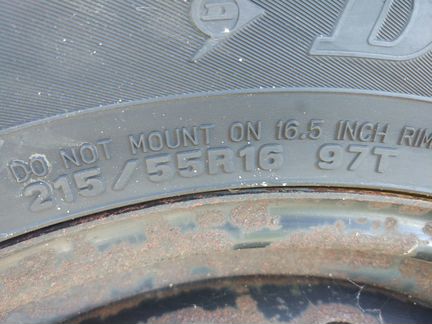 D
D
DO NOT MOUNT ON 16.5 INCH RIM
215/55R16 97T